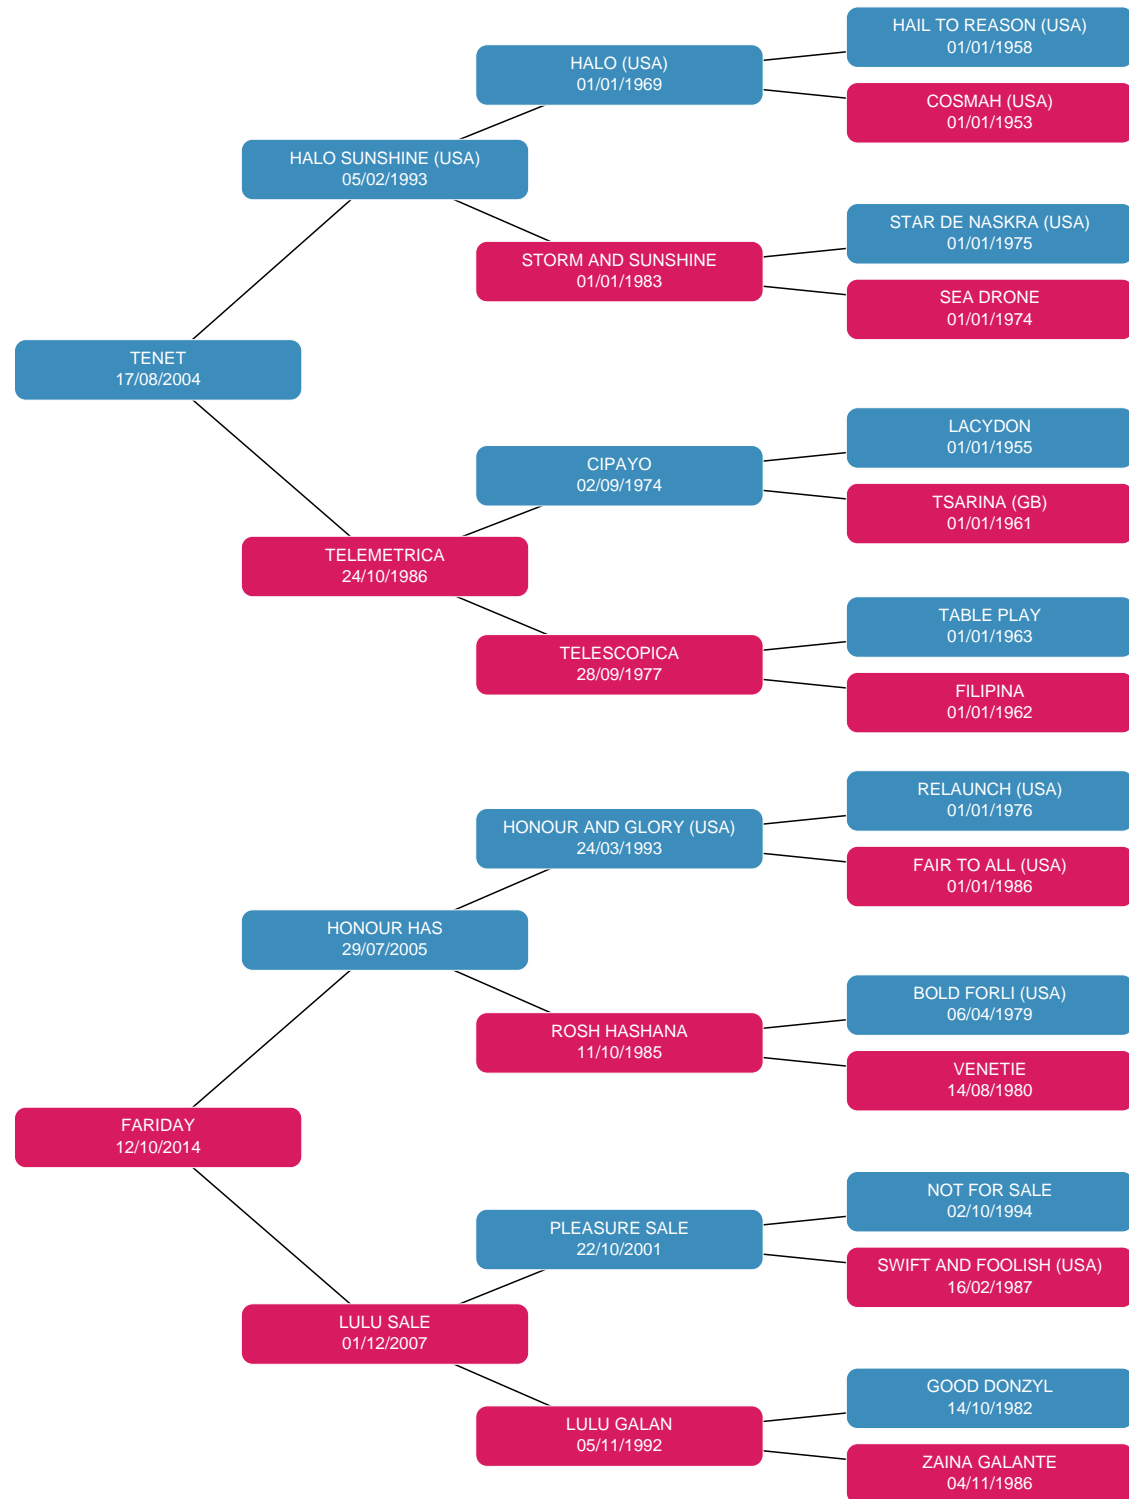 HAIL TO REASON (USA)
01/01/1958
HALO (USA)
01/01/1969
COSMAH (USA)
01/01/1953
HALO SUNSHINE (USA)
05/02/1993
STAR DE NASKRA (USA)
01/01/1975
STORM AND SUNSHINE
01/01/1983
SEA DRONE
01/01/1974
TENET
17/08/2004
LACYDON
01/01/1955
CIPAYO
02/09/1974
TSARINA (GB)
01/01/1961
TELEMETRICA
24/10/1986
TABLE PLAY
01/01/1963
TELESCOPICA
28/09/1977
FILIPINA
01/01/1962
RELAUNCH (USA)
01/01/1976
HONOUR AND GLORY (USA)
24/03/1993
FAIR TO ALL (USA)
01/01/1986
HONOUR HAS
29/07/2005
BOLD FORLI (USA)
06/04/1979
ROSH HASHANA
11/10/1985
VENETIE
14/08/1980
FARIDAY
12/10/2014
NOT FOR SALE
02/10/1994
PLEASURE SALE
22/10/2001
SWIFT AND FOOLISH (USA)
16/02/1987
LULU SALE
01/12/2007
GOOD DONZYL
14/10/1982
LULU GALAN
05/11/1992
ZAINA GALANTE
04/11/1986